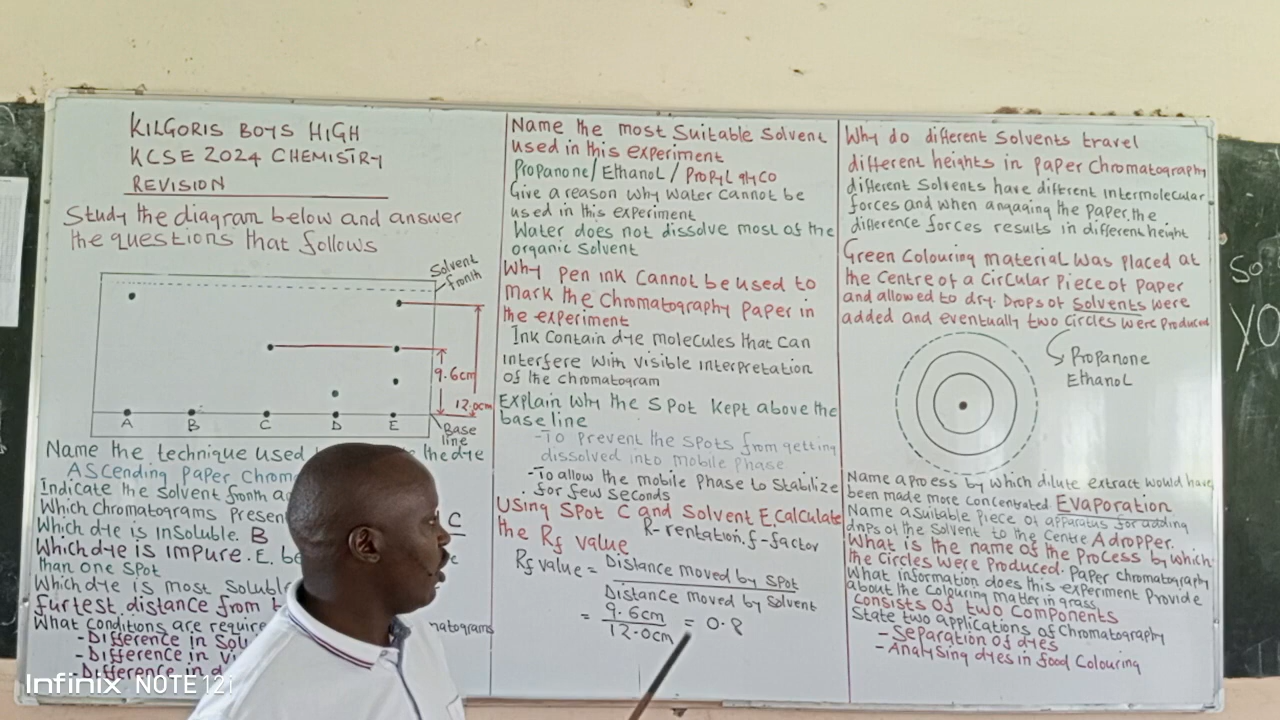 KILGORIS BOYS HIGH
KCSE 2024 CHEMISTRY
REVISION
Study the diagram below and answer
the questions that follows
Solvent
fronth
9.6cm
12.0cm
A B C D E
Base
line
Name the technique used the dye
Ascending Paper Chrom
Indicate the Solvent fronth a
Which Chromatograms Presen C
Which dye is insoluble. B
Which dye is impure. E. be
than one spot
Which dye is most Solubl
furtest distance from t
What conditions are require matograms
- Difference in Sol
- Difference in Vi
- Difference in
Name the most Suitable Solvent
used in this experiment
Propanone/Ethanol/
Give a reason why water cannot be
used in this experiment
Water does not dissolve most of the
organic solvent
Why pen ink cannot be used to
mark the Chromatography Paper in
the experiment
Ink contain dye molecules that can
interfere with visible interpretation
of the chromatogram
Explain why the spot kept above the
base line
- To prevent the spots from getting
dissolved into mobile phase
- To allow the mobile phase to stabilize
for few seconds
Using spot C and Solvent E, Calculate
the Rf value
R- rentation, f-factor
Rf value = Distance moved by spot
Distance moved by solvent
= 9.6cm = 0.8
12.0cm
Why do different Solvents travel
different heights in paper Chromatography
different Solvents have diffrent intermolecular
forces and when the Paper, the
difference forces results in different height
Green Colouring material was placed at
the Centre of a Circular Piece of Paper
and allowed to dry. Drops of solvents were
added and eventually two circles were Produced
Propanone
Ethanol
Name a process by which dilute extract would have
been made more concentrated Evaporation
Name a suitable piece of apparatus for adding
drops of the solvent to the centre A dropper.
What is the name of the Process by which
the Circles were Produced. Paper chromatography
What information does this experiment Provide
about the Colouring matter in grass
Consists of two Components
State two applications of Chromatography
- Separation of dyes
- Analysing dyes in food Colouring
So
YO
Infinix NOTE 12i